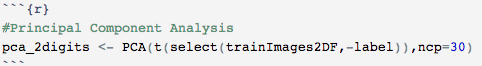 ```{r}
#Principal Component Analysis
pca_2digits <- PCA(t(select(trainImages2DF,-label)),ncp=30)
```